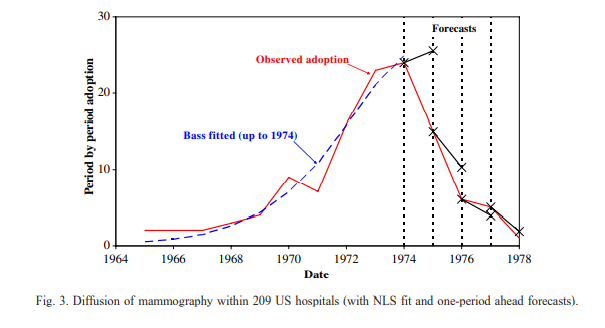 30
Forecasts
Observed adoption
20
Period by period adoption
Bass fitted (up to 1974)
10
0
1964 1966 1968 1970 1972 1974 1976 1978
Date
Fig. 3. Diffusion of mammography within 209 US hospitals (with NLS fit and one-period ahead forecasts).